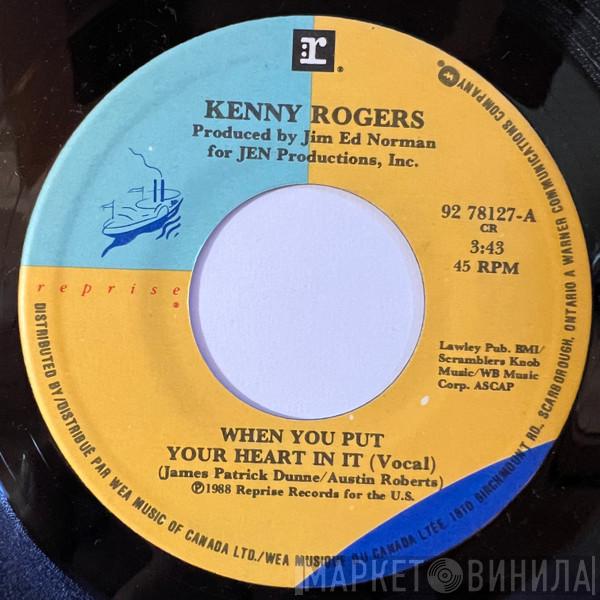 r
KENNY ROGERS
Produced by Jim Ed Norman
for JEN Productions, Inc.
reprise
92 78127-A
CR
3:43
45 RPM
Lawley Pub. BMI/
Scramblers Knob
Music/WB Music
Corp. ASCAP
WHEN YOU PUT
YOUR HEART IN IT (Vocal)
(James Patrick Dunne/Austin Roberts)
℗1988 Reprise Records for the U.S.
DISTRIBUTED BY/DISTRIBUÉ PAR WEA MUSIC OF CANADA LTD./WEA MUSIQUE DU CANADA LTÉE. 1810 BIRCHMOUNT RD., SCARBOROUGH, ONTARIO A WARNER COMMUNICATIONS COMPANY
МАРКЕТ ВИНИЛА